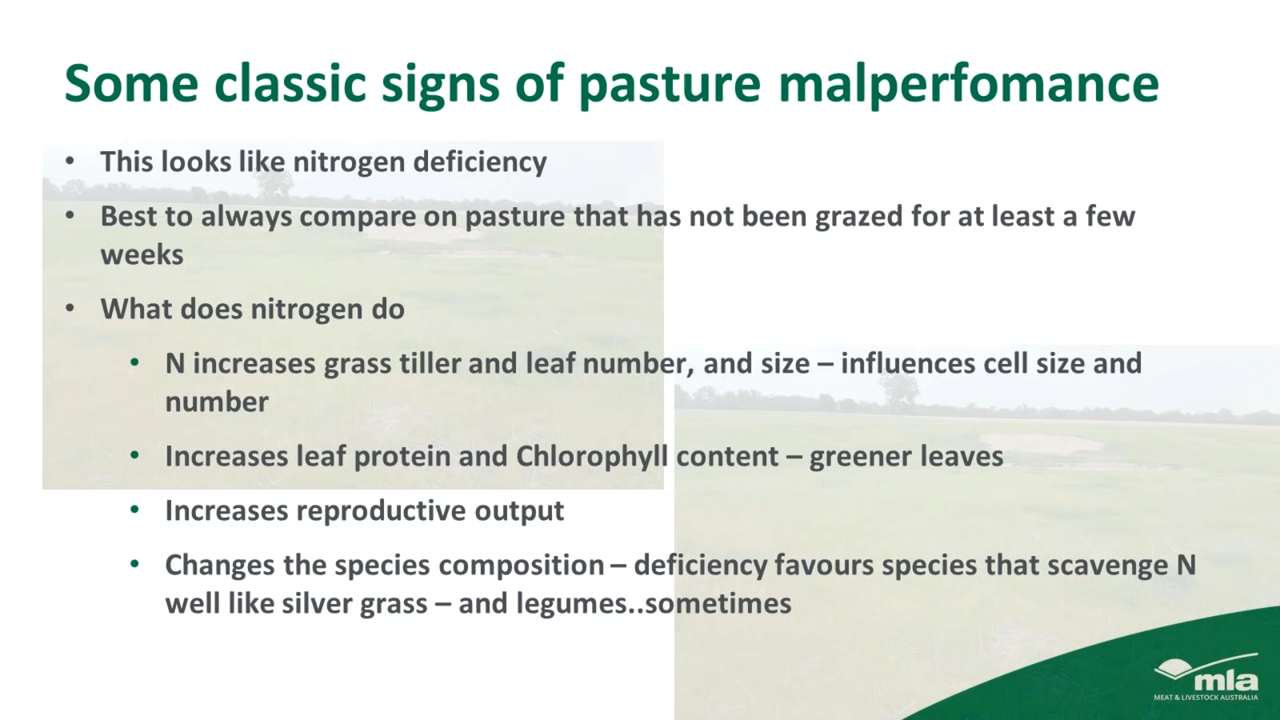 Some classic signs of pasture malperfomance
• This looks like nitrogen deficiency
• Best to always compare on pasture that has not been grazed for at least a few
weeks
• What does nitrogen do
• N increases grass tiller and leaf number, and size – influences cell size and
number
• Increases leaf protein and Chlorophyll content – greener leaves
• Increases reproductive output
• Changes the species composition – deficiency favours species that scavenge N
well like silver grass – and legumes..sometimes
mla
MEAT & LIVESTOCK AUSTRALIA